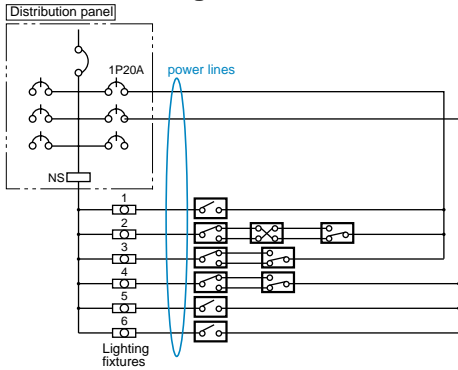 Distribution panel
1P20A
power lines
NS
1
2
3
4
5
6
Lighting
fixtures